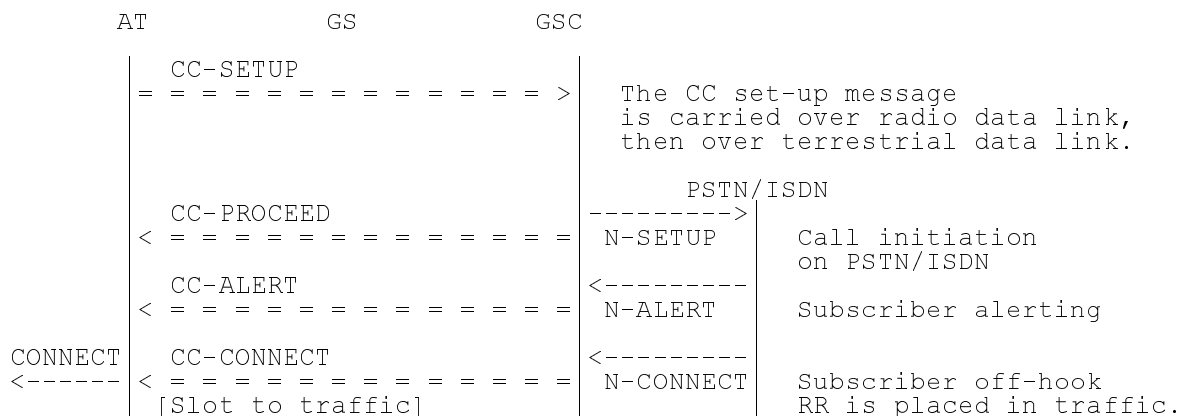 AT GS GSC
CC-SETUP
= = = = = = = = = = = = = > The CC set-up message
is carried over radio data link,
then over terrestrial data link.
PSTN/ISDN
CC-PROCEED --------->
< = = = = = = = = = = = = = N-SETUP Call initiation
on PSTN/ISDN
CC-ALERT <---------
< = = = = = = = = = = = = = N-ALERT Subscriber alerting
CONNECT CC-CONNECT <---------
<------ < = = = = = = = = = = = = = N-CONNECT Subscriber off-hook
[Slot to traffic] RR is placed in traffic.